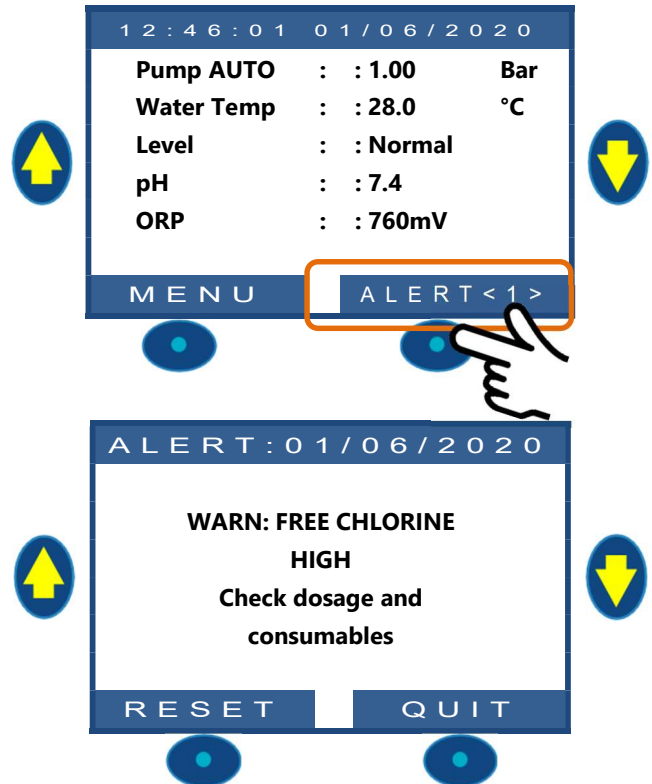 12:46:01 01/06/2020
Pump AUTO : : 1.00 Bar
Water Temp : : 28.0 °C
Level : : Normal
pH : : 7.4
ORP : : 760mV
MENU ALERT<1>
ALERT:01/06/2020
WARN: FREE CHLORINE
HIGH
Check dosage and
consumables
RESET QUIT